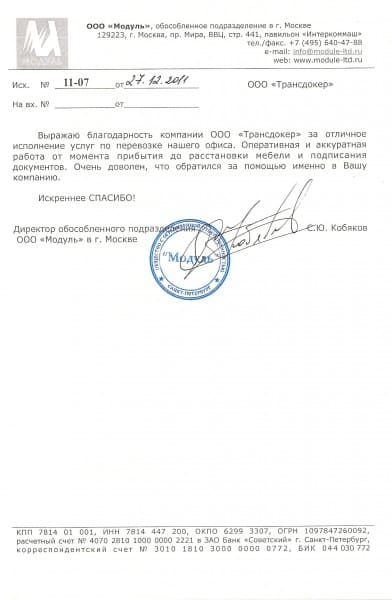 ООО «Модуль», обособленное подразделение в г. Москве
129223, г. Москва, пр. Мира, ВВЦ, стр. 441, павильон «Интеркоммаш»
тел./факс. +7 (495) 640-47-88
e-mail: info@module-ltd.ru
website: www.module-ltd.ru
МОДУЛЬ
Исх. № 11-07 от 27.12.2011 ООО «Трансдокер»
На вх. № от
Выражаю благодарность компании ООО «Трансдокер» за отличное
исполнение услуг по перевозке нашего офиса. Оперативная и аккуратная
работа от момента прибытия до расстановки мебели и подписания
документов. Очень доволен, что обратился за помощью именно в Вашу
компанию.
Искреннее СПАСИБО!
Директор обособленного подразделения С.Ю. Кобяков
ООО «Модуль» в г. Москве
"Модуль"
САНКТ-ПЕТЕРБУРГ
КПП 7814 01 001, ИНН 7814 447 200, ОКПО 6299 3307, ОГРН 1097847260092,
расчетный счет № 4070 2810 1000 0000 2221 в ЗАО Банк «Советский» г. Санкт-Петербург,
корреспондентский счет № 3010 1810 3000 0000 0772, БИК 044 030 772